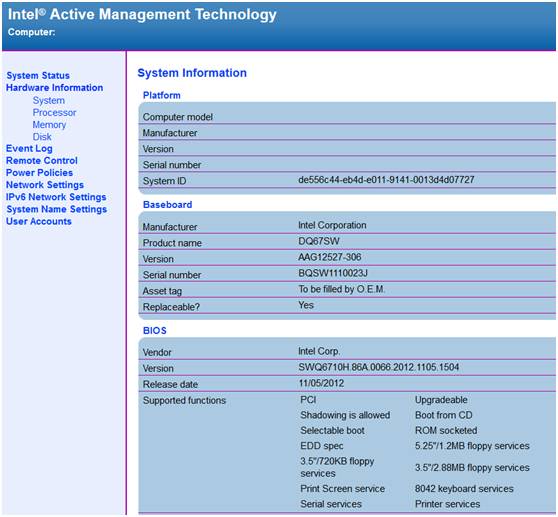 Intel® Active Management Technology
Computer:
System Status
Hardware Information
System
Processor
Memory
Disk
Event Log
Remote Control
Power Policies
Network Settings
IPv6 Network Settings
System Name Settings
User Accounts
System Information
Platform
Computer model
Manufacturer
Version
Serial number
System ID de556c44-eb4d-e011-9141-0013d4d07727
Baseboard
Manufacturer Intel Corporation
Product name DQ67SW
Version AAG12527-306
Serial number BQSW1110023J
Asset tag To be filled by O.E.M.
Replaceable? Yes
BIOS
Vendor Intel Corp.
Version SWQ6710H.86A.0066.2012.1105.1504
Release date 11/05/2012
Supported functions PCI Upgradeable
Shadowing is allowed Boot from CD
Selectable boot ROM socketed
EDD spec 5.25"/1.2MB floppy services
3.5"/720KB floppy
services 3.5"/2.88MB floppy services
Print Screen service 8042 keyboard services
Serial services Printer services